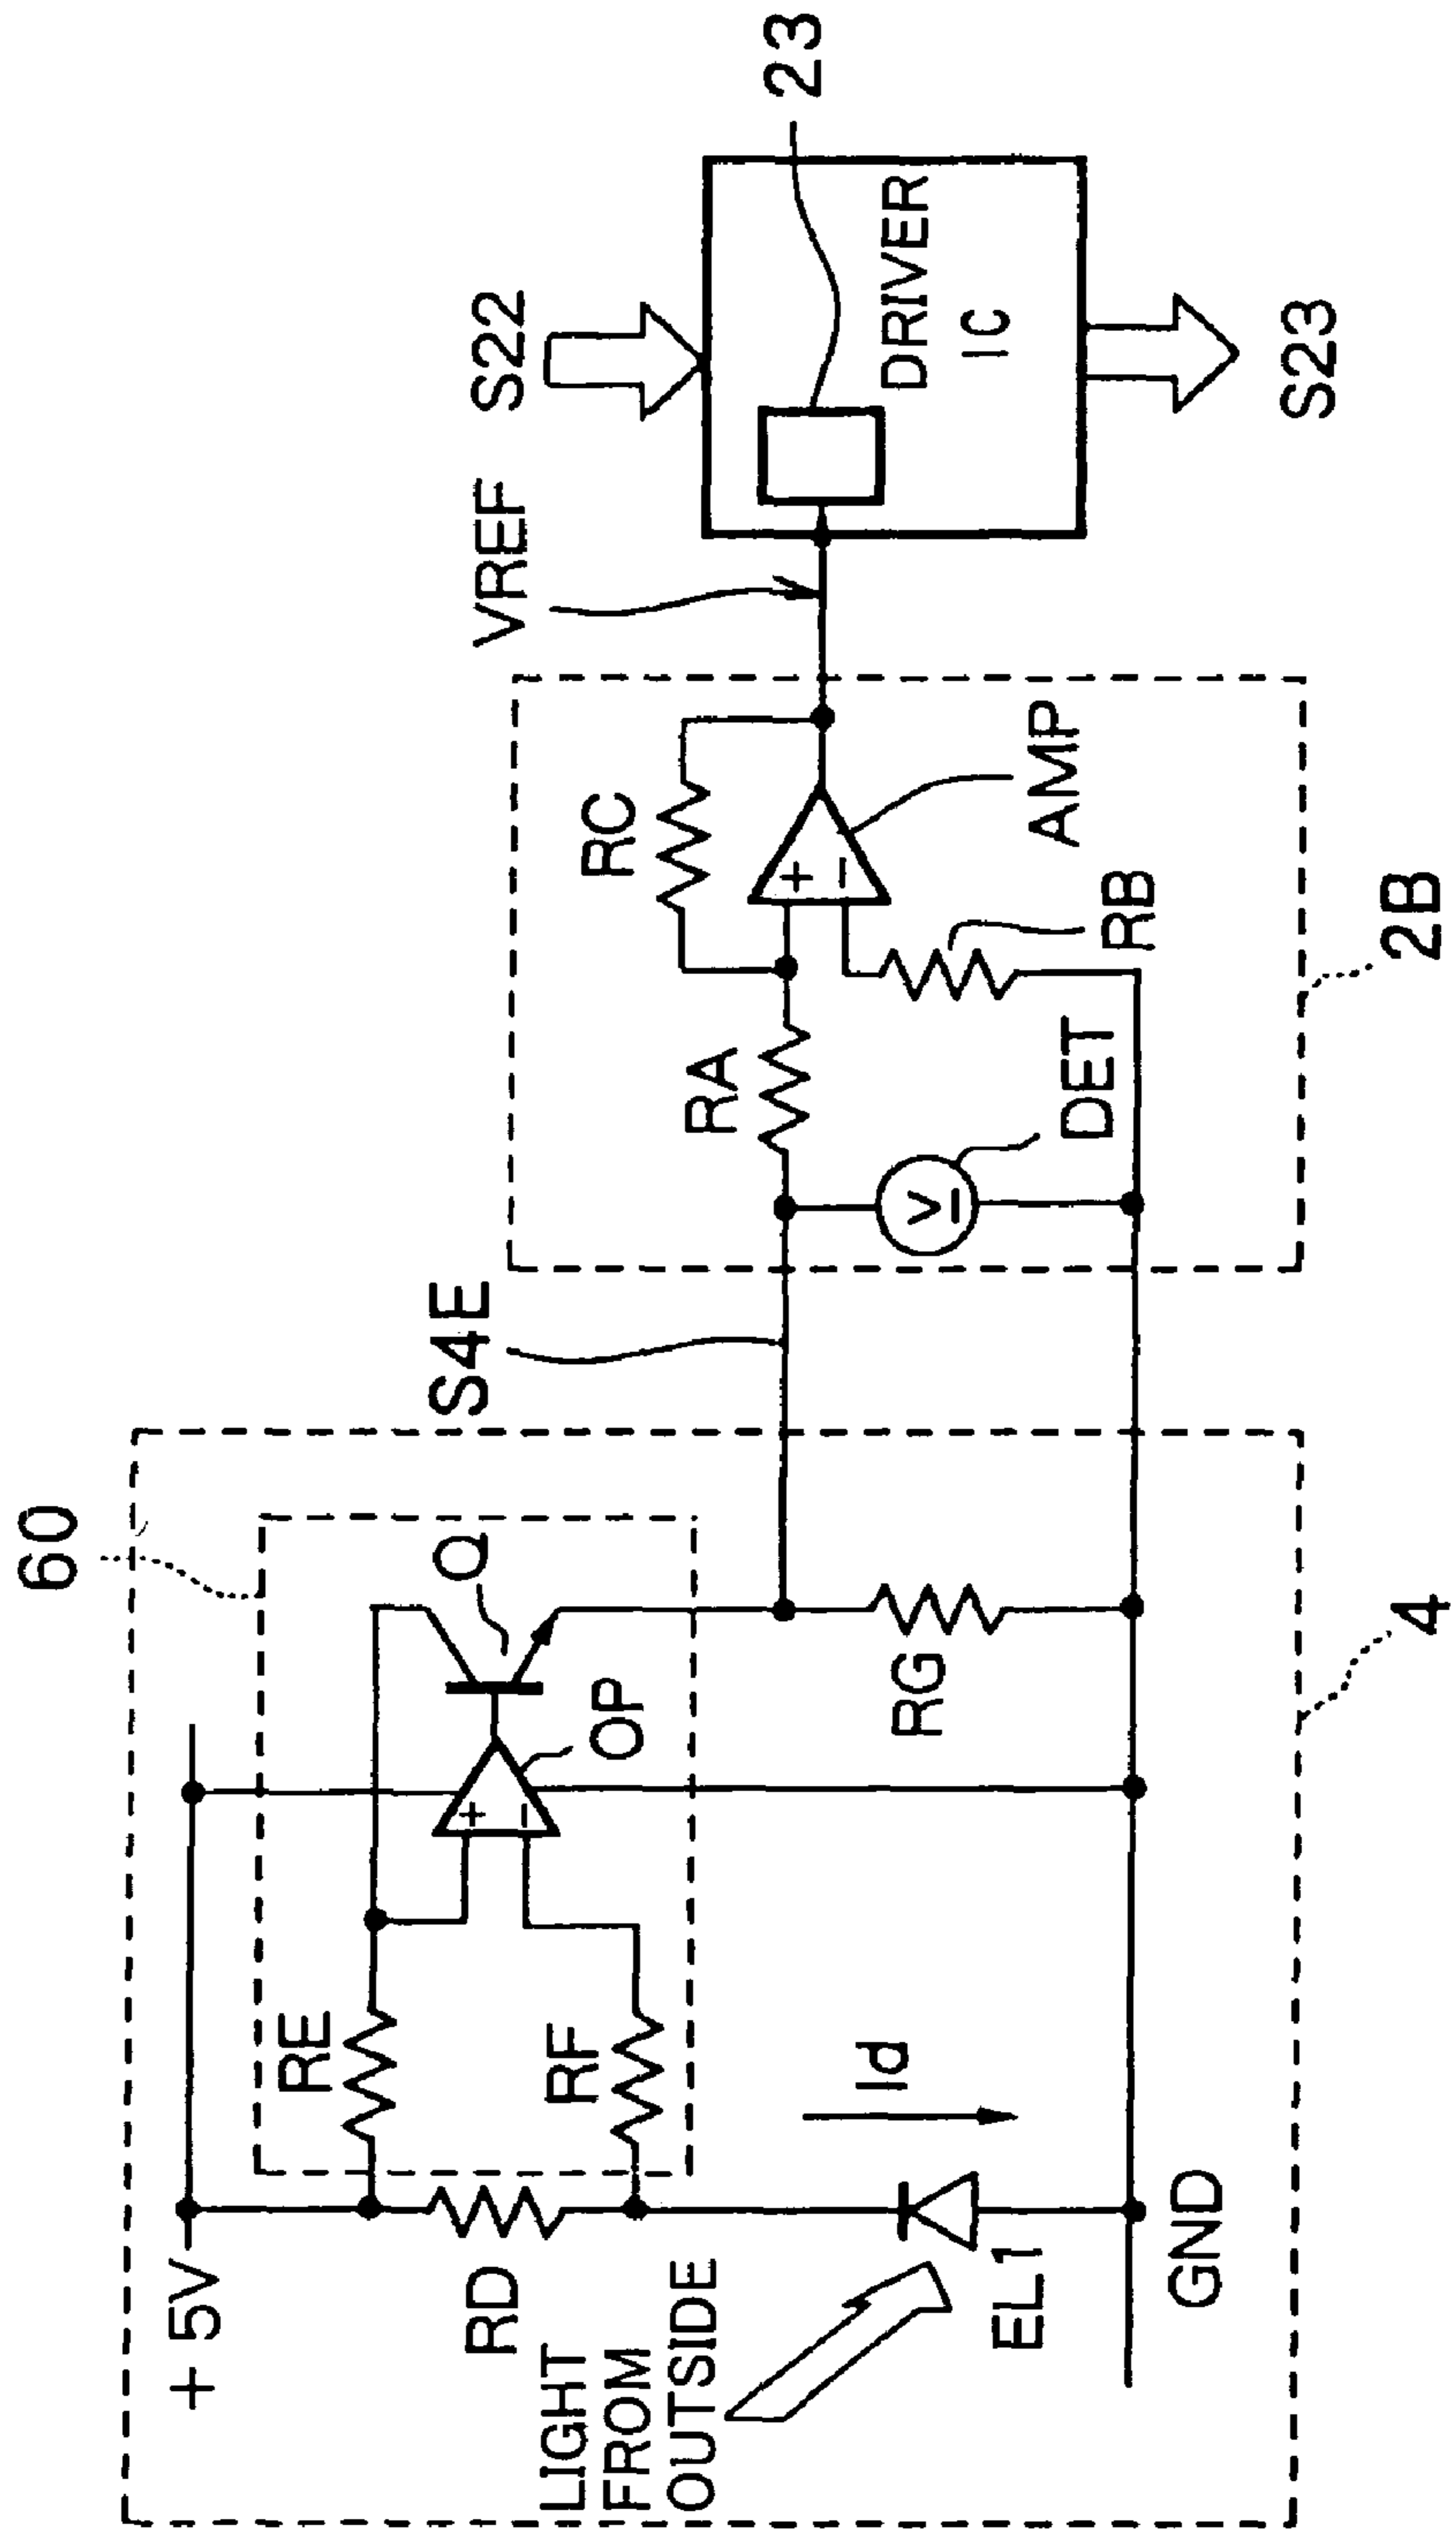 60
+5V
RE
RF
RD
Q
OP
+
−
LIGHT
FROM
OUTSIDE
Id
EL1
GND
RG
4
S4E
RA
RC
+
−
AMP
RB
DET
V
2B
VREF
S22
DRIVER
IC
23
S23